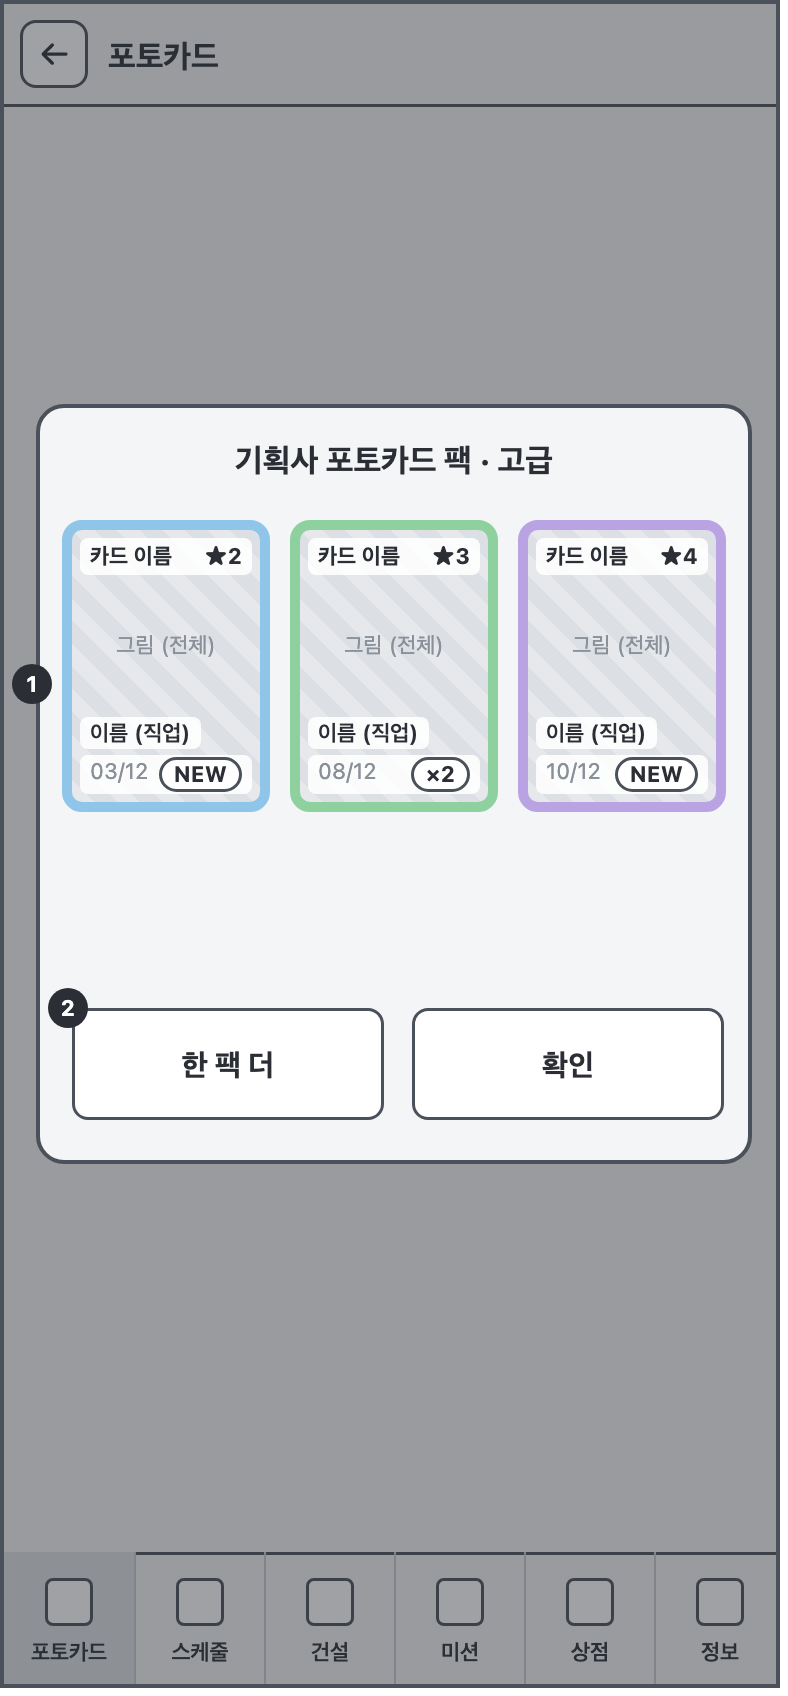 포토카드
기획사 포토카드 팩 · 고급
카드 이름 ★2
그림 (전체)
이름 (직업)
03/12 NEW
카드 이름 ★3
그림 (전체)
이름 (직업)
08/12 ×2
카드 이름 ★4
그림 (전체)
이름 (직업)
10/12 NEW
1
2
한 팩 더
확인
포토카드
스케줄
건설
미션
상점
정보